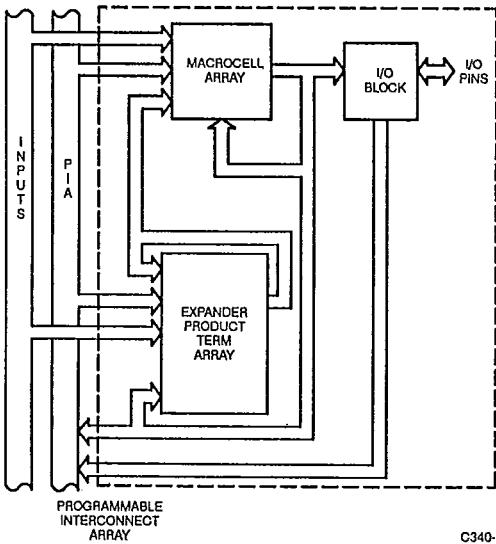 INPUTS
PIA
MACROCELL
ARRAY
I/O
BLOCK
I/O
PINS
EXPANDER
PRODUCT
TERM
ARRAY
PROGRAMMABLE
INTERCONNECT
ARRAY
C340-